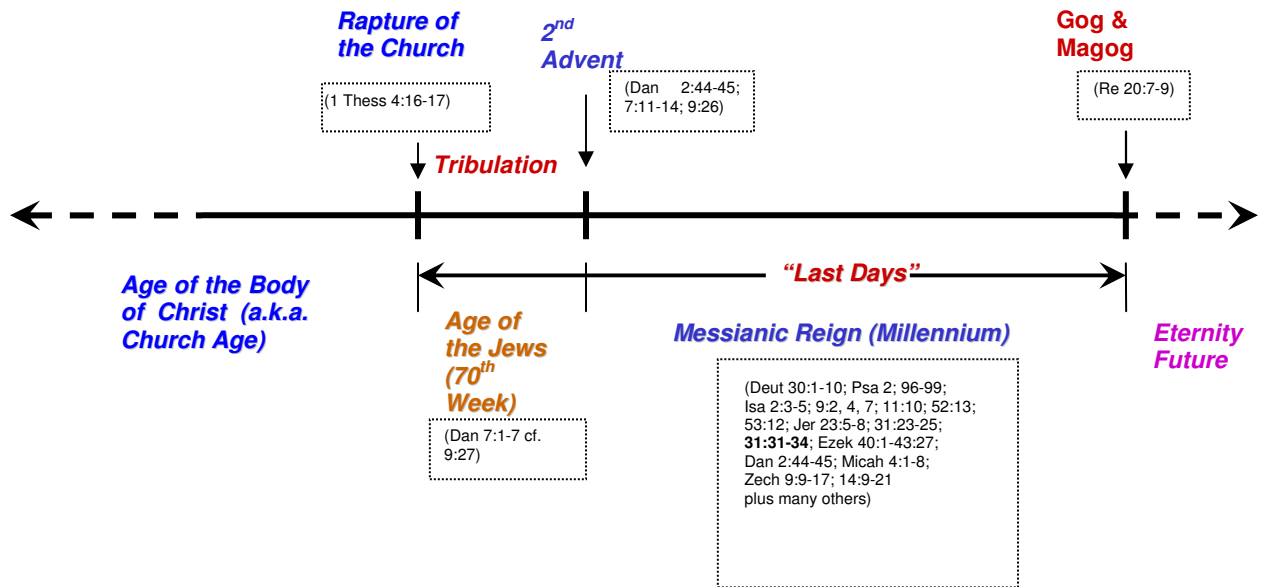 Rapture of
the Church
(1 Thess 4:16-17)
2nd
Advent
(Dan 2:44-45;
7:11-14; 9:26)
Gog &
Magog
(Re 20:7-9)
Tribulation
"Last Days"
Age of the Body
of Christ (a.k.a.
Church Age)
Age of
the Jews
(70th
Week)
(Dan 7:1-7 cf.
9:27)
Messianic Reign (Millennium)
(Deut 30:1-10; Psa 2; 96-99;
Isa 2:3-5; 9:2, 4, 7; 11:10; 52:13;
53:12; Jer 23:5-8; 31:23-25;
31:31-34; Ezek 40:1-43:27;
Dan 2:44-45; Micah 4:1-8;
Zech 9:9-17; 14:9-21
plus many others)
Eternity
Future